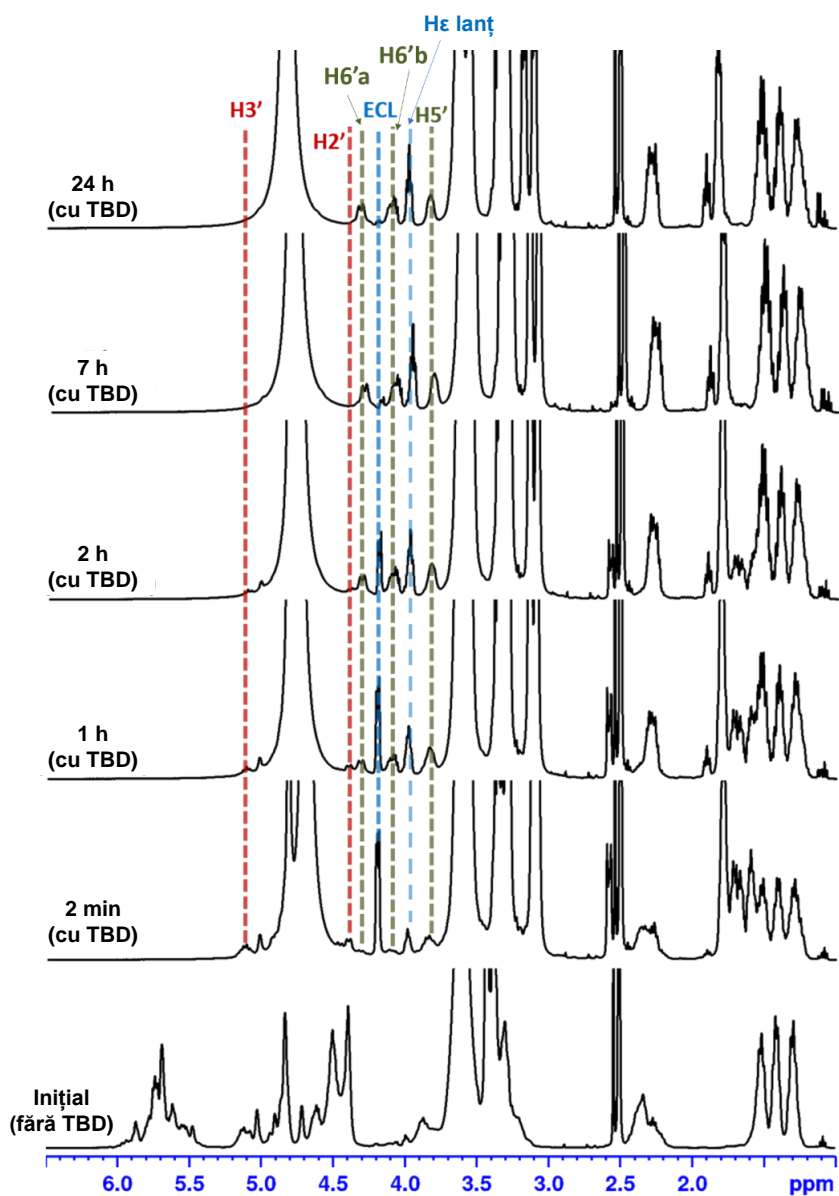 Hε lanț
H6'b
H6'a
ECL
H5'
H3'
H2'
24 h
(cu TBD)
7 h
(cu TBD)
2 h
(cu TBD)
1 h
(cu TBD)
2 min
(cu TBD)
Inițial
(fără TBD)
6.0 5.5 5.0 4.5 4.0 3.5 3.0 2.5 2.0 ppm